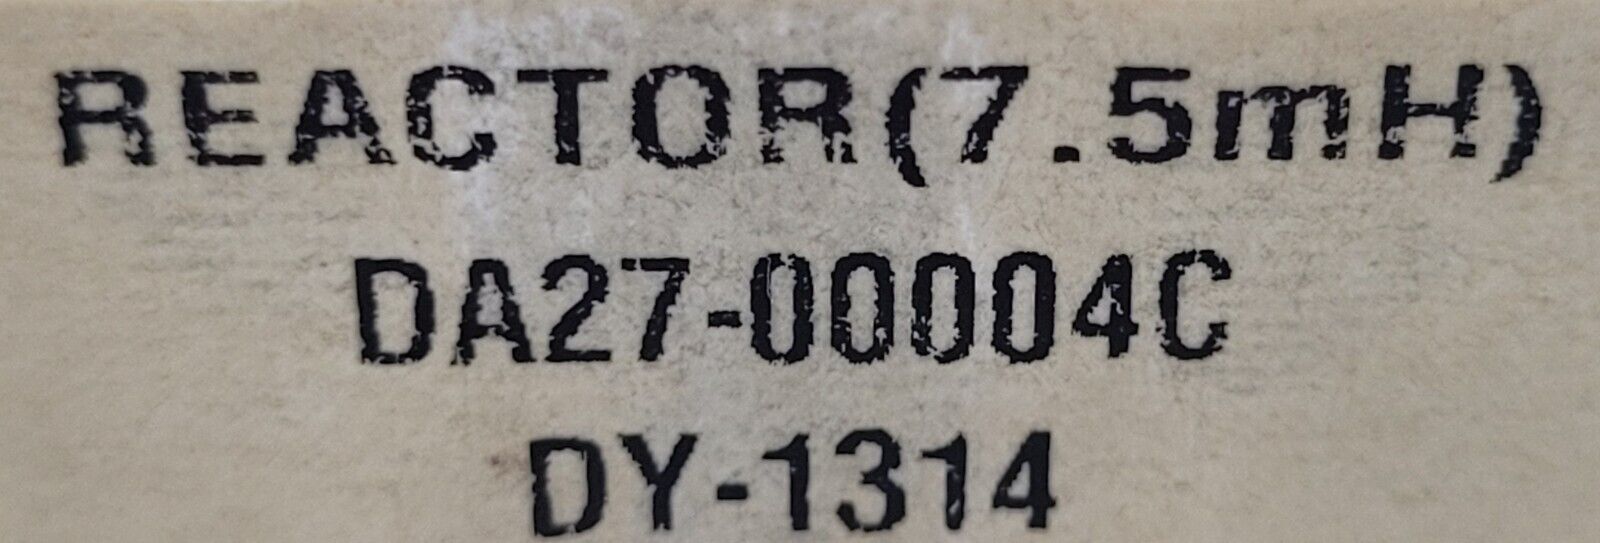 REACTOR(7.5mH)
DA27-00004C
DY-1314